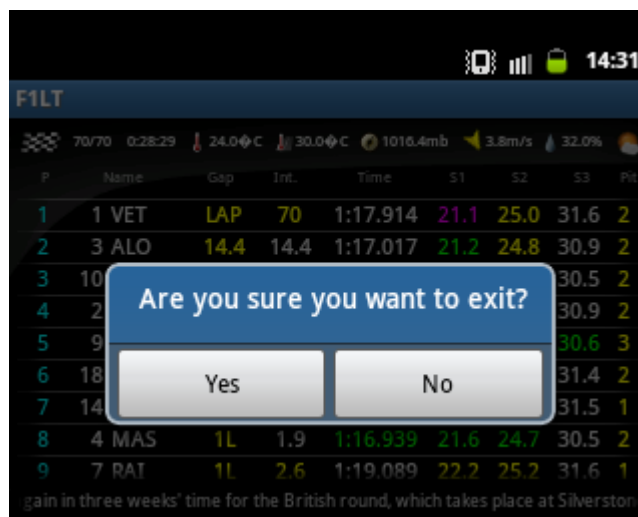 14:31
F1LT
70/70 0:28:29 24.0�C 30.0�C 1016.4mb 3.8m/s 32.0%
P Name Gap Int. Time S1 S2 S3 Pit
1 1 VET LAP 70 1:17.914 21.1 25.0 31.6 2
2 3 ALO 14.4 14.4 1:17.017 21.2 24.8 30.9 2
3 10 30.5 2
4 2 30.9 2
5 9 30.6 3
6 18 31.4 2
7 14 31.5 1
Are you sure you want to exit?
Yes No
8 4 MAS 1L 1.9 1:16.939 21.6 24.7 30.5 2
9 7 RAI 1L 2.6 1:19.089 22.2 25.2 31.6 1
gain in three weeks' time for the British round, which takes place at Silverston